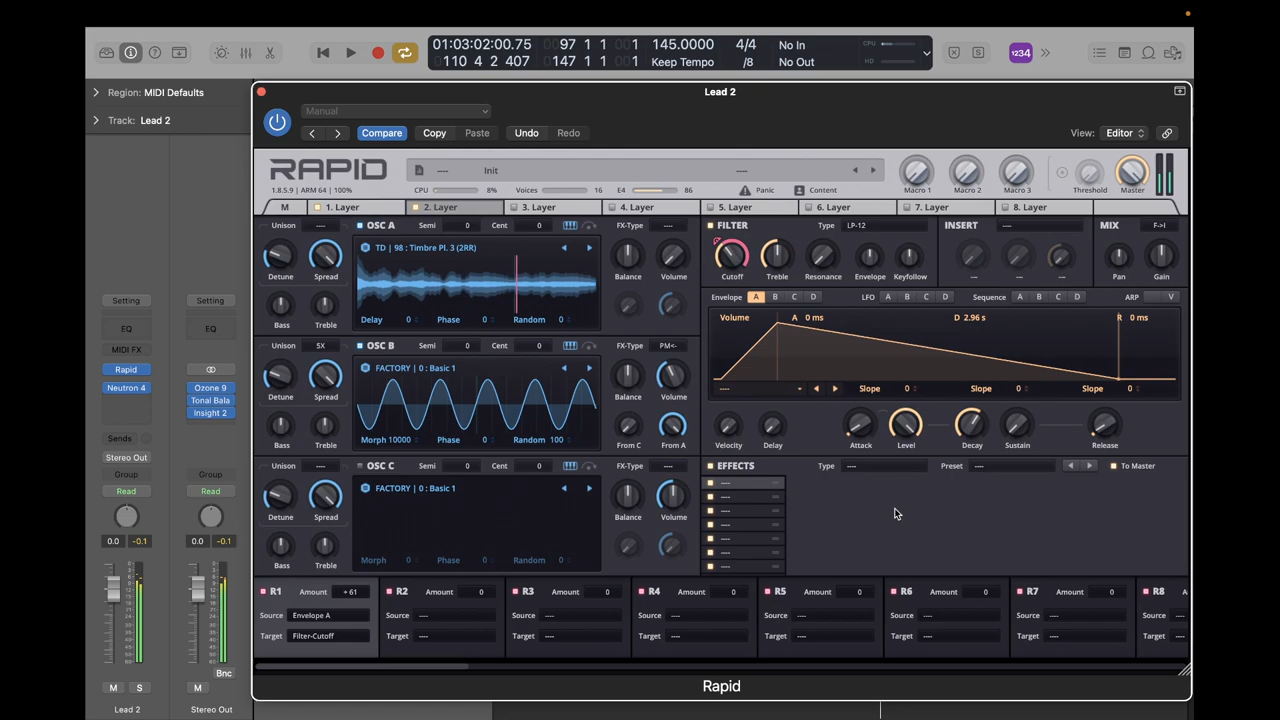 01:03:02:00.75 0097 1 1 001 145.0000 4/4 No In CPU
0110 4 2 407 0147 1 1 001 Keep Tempo /8 No Out HD
1234
Region: MIDI Defaults
Track: Lead 2
Lead 2
Manual
Compare Copy Paste Undo Redo View: Editor
RAPID
---- Init ----
1.8.5.9 | ARM 64 | 100% CPU 8% Voices 16 E4 86 Panic Content
Macro 1 Macro 2 Macro 3 Threshold Master
M 1. Layer 2. Layer 3. Layer 4. Layer 5. Layer 6. Layer 7. Layer 8. Layer
Unison ---- OSC A Semi 0 Cent 0 FX-Type ----
TD | 98 : Timbre Pl. 3 (2RR)
Detune Spread Balance Volume
Bass Treble
Delay 0 Phase 0 Random 0
Unison 5X OSC B Semi 0 Cent 0 FX-Type PM<-
FACTORY | 0 : Basic 1
Detune Spread Balance Volume
Bass Treble From C From A
Morph 10000 Phase 0 Random 100
Unison ---- OSC C Semi 0 Cent 0 FX-Type ----
FACTORY | 0 : Basic 1
Detune Spread Balance Volume
Bass Treble
Morph 0 Phase 0 Random 0
FILTER Type LP-12 INSERT ---- MIX F->I
Cutoff Treble Resonance Envelope Keyfollow --- --- --- Pan Gain
Envelope A B C D LFO A B C D Sequence A B C D ARP V
Volume A 0 ms D 2.96 s R 0 ms
---- Slope 0 Slope 0 Slope 0
Velocity Delay Attack Level Decay Sustain Release
EFFECTS Type ---- Preset ---- To Master
----
----
----
----
----
----
----
R1 Amount + 61 R2 Amount 0 R3 Amount 0 R4 Amount 0 R5 Amount 0 R6 Amount 0 R7 Amount 0 R8
Source Envelope A Source ---- Source ---- Source ---- Source ---- Source ---- Source ----
Target Filter-Cutoff Target ---- Target ---- Target ---- Target ---- Target ---- Target ----
Rapid
Setting Setting
EQ EQ
MIDI FX
Rapid
Neutron 4 Ozone 9
Tonal Bala
Insight 2
Sends
Stereo Out
Group Group
Read Read
0.0 -0.1 0.0 -0.1
Bnc
M S M
Lead 2 Stereo Out